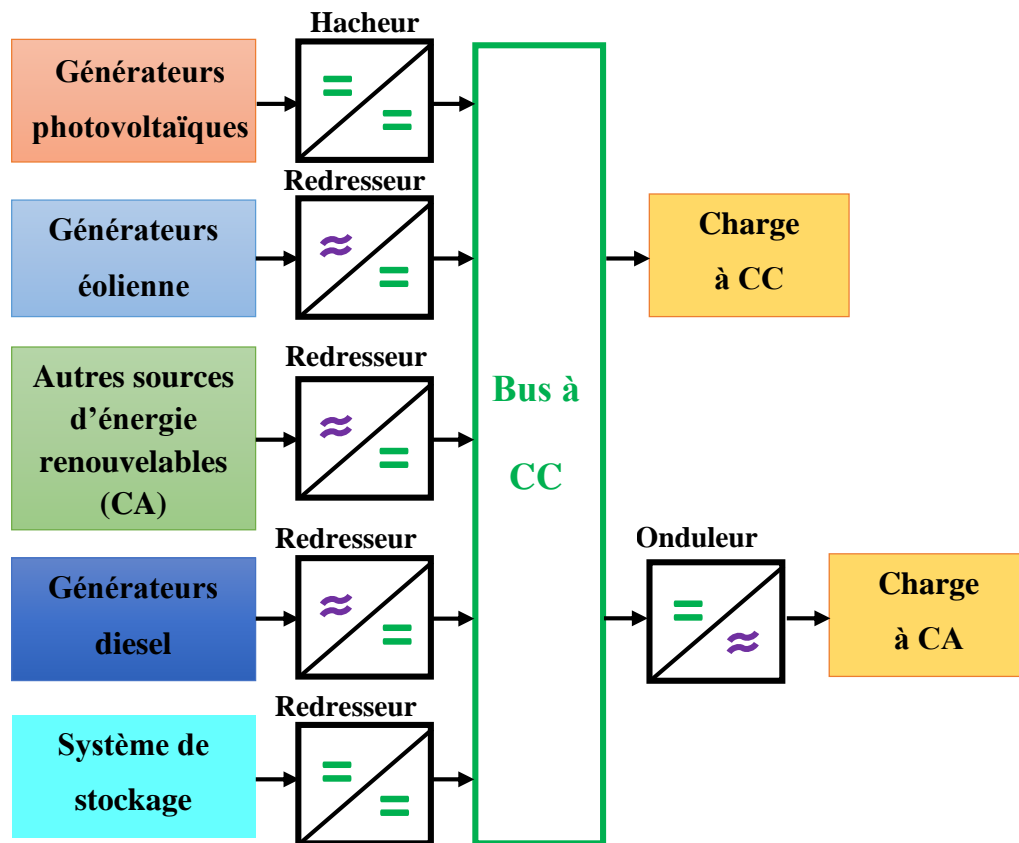 Hacheur
Générateurs
photovoltaïques
Redresseur
Générateurs
éolienne
Charge
à CC
Redresseur
Autres sources
d’énergie
renouvelables
(CA)
Bus à
CC
Redresseur
Générateurs
diesel
Onduleur
Charge
à CA
Redresseur
Système de
stockage